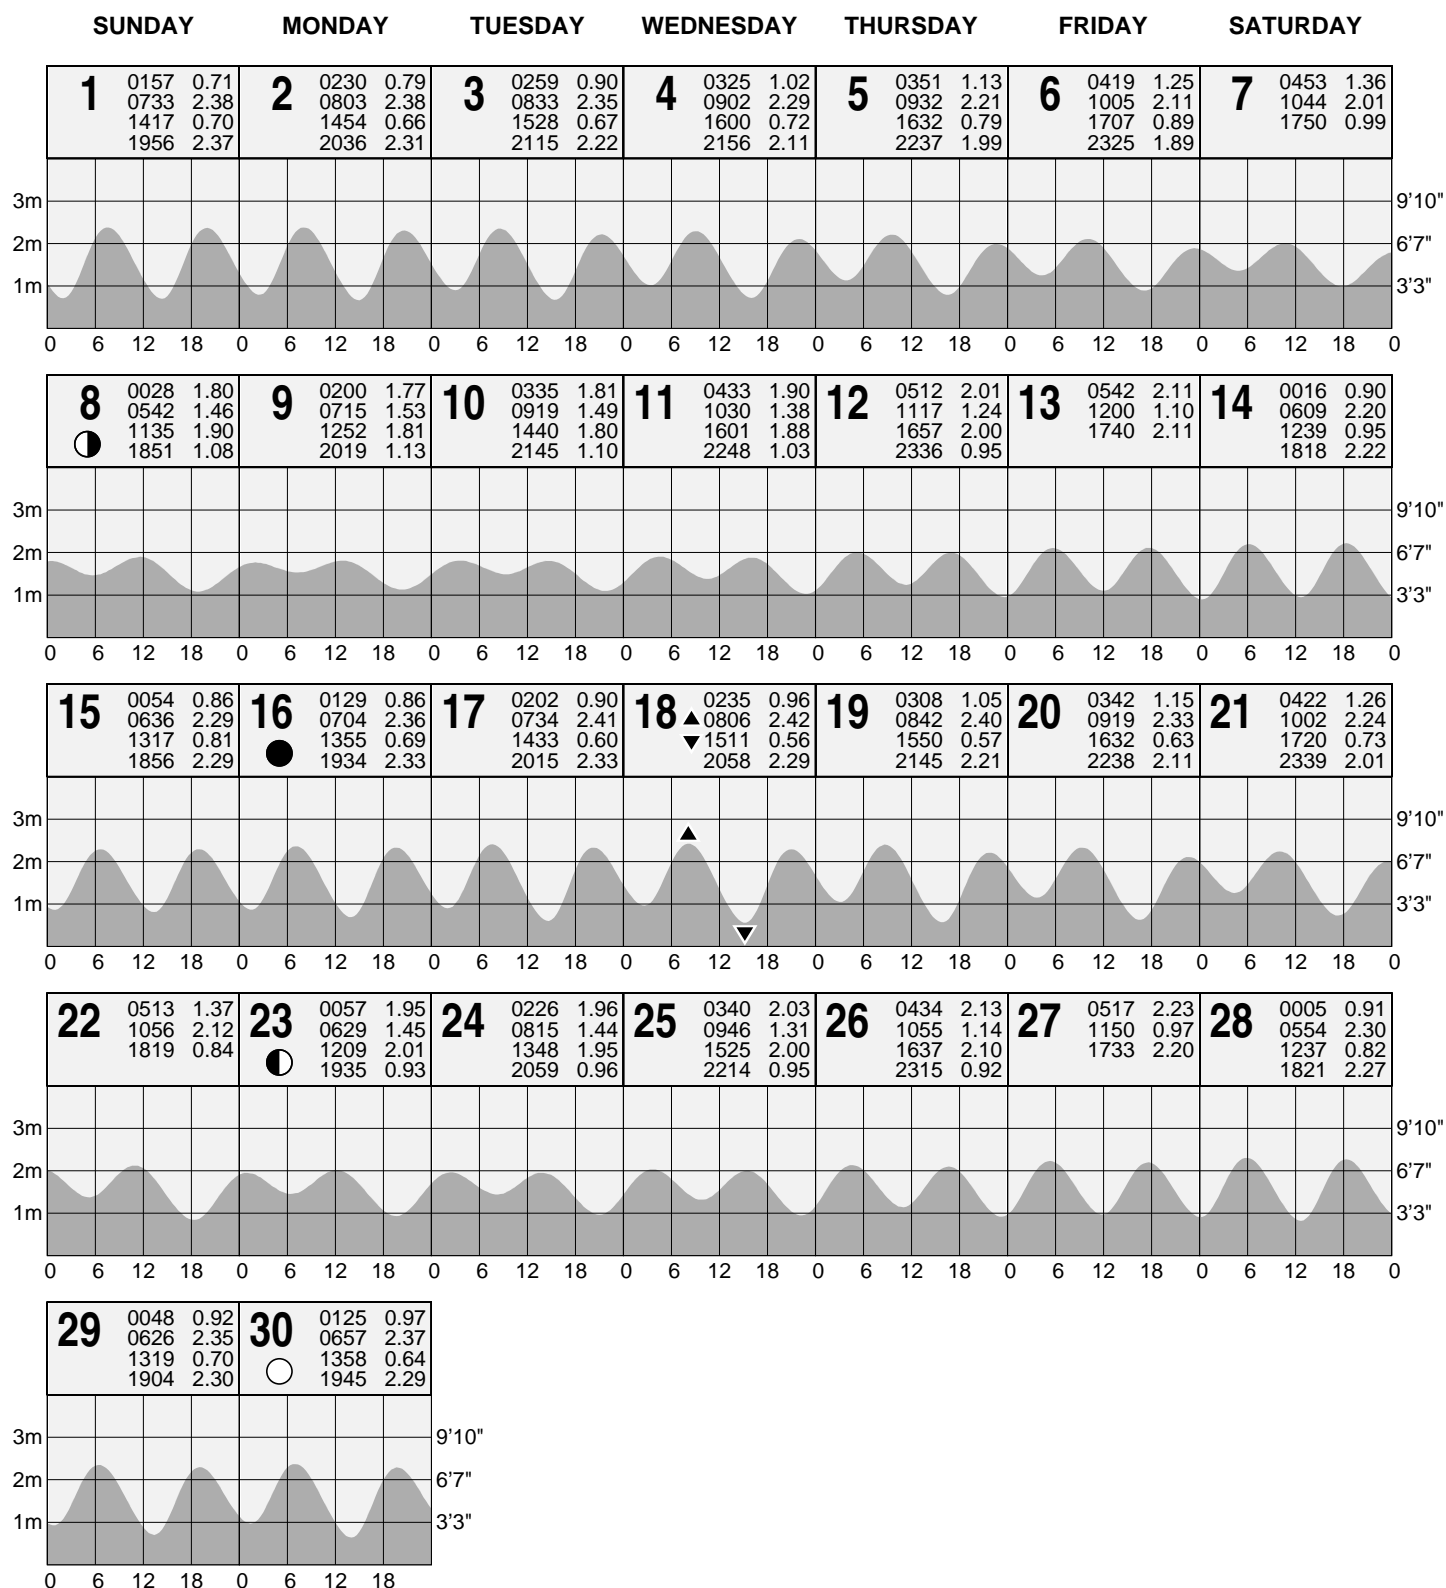 SUNDAY MONDAY TUESDAY WEDNESDAY THURSDAY FRIDAY SATURDAY
1 0157 0.71 0733 2.38 1417 0.70 1956 2.37
2 0230 0.79 0803 2.38 1454 0.66 2036 2.31
3 0259 0.90 0833 2.35 1528 0.67 2115 2.22
4 0325 1.02 0902 2.29 1600 0.72 2156 2.11
5 0351 1.13 0932 2.21 1632 0.79 2237 1.99
6 0419 1.25 1005 2.11 1707 0.89 2325 1.89
7 0453 1.36 1044 2.01 1750 0.99
3m 9'10"
2m 6'7"
1m 3'3"
0 6 12 18 0 6 12 18 0 6 12 18 0 6 12 18 0 6 12 18 0 6 12 18 0 6 12 18 0
8 0028 1.80 0542 1.46 1135 1.90 1851 1.08
9 0200 1.77 0715 1.53 1252 1.81 2019 1.13
10 0335 1.81 0919 1.49 1440 1.80 2145 1.10
11 0433 1.90 1030 1.38 1601 1.88 2248 1.03
12 0512 2.01 1117 1.24 1657 2.00 2336 0.95
13 0542 2.11 1200 1.10 1740 2.11
14 0016 0.90 0609 2.20 1239 0.95 1818 2.22
3m 9'10"
2m 6'7"
1m 3'3"
0 6 12 18 0 6 12 18 0 6 12 18 0 6 12 18 0 6 12 18 0 6 12 18 0 6 12 18 0
15 0054 0.86 0636 2.29 1317 0.81 1856 2.29
16 0129 0.86 0704 2.36 1355 0.69 1934 2.33
17 0202 0.90 0734 2.41 1433 0.60 2015 2.33
18 0235 0.96 0806 2.42 1511 0.56 2058 2.29
19 0308 1.05 0842 2.40 1550 0.57 2145 2.21
20 0342 1.15 0919 2.33 1632 0.63 2238 2.11
21 0422 1.26 1002 2.24 1720 0.73 2339 2.01
3m 9'10"
2m 6'7"
1m 3'3"
0 6 12 18 0 6 12 18 0 6 12 18 0 6 12 18 0 6 12 18 0 6 12 18 0 6 12 18 0
22 0513 1.37 1056 2.12 1819 0.84
23 0057 1.95 0629 1.45 1209 2.01 1935 0.93
24 0226 1.96 0815 1.44 1348 1.95 2059 0.96
25 0340 2.03 0946 1.31 1525 2.00 2214 0.95
26 0434 2.13 1055 1.14 1637 2.10 2315 0.92
27 0517 2.23 1150 0.97 1733 2.20
28 0005 0.91 0554 2.30 1237 0.82 1821 2.27
3m 9'10"
2m 6'7"
1m 3'3"
0 6 12 18 0 6 12 18 0 6 12 18 0 6 12 18 0 6 12 18 0 6 12 18 0 6 12 18 0
29 0048 0.92 0626 2.35 1319 0.70 1904 2.30
30 0125 0.97 0657 2.37 1358 0.64 1945 2.29
3m 9'10"
2m 6'7"
1m 3'3"
0 6 12 18 0 6 12 18